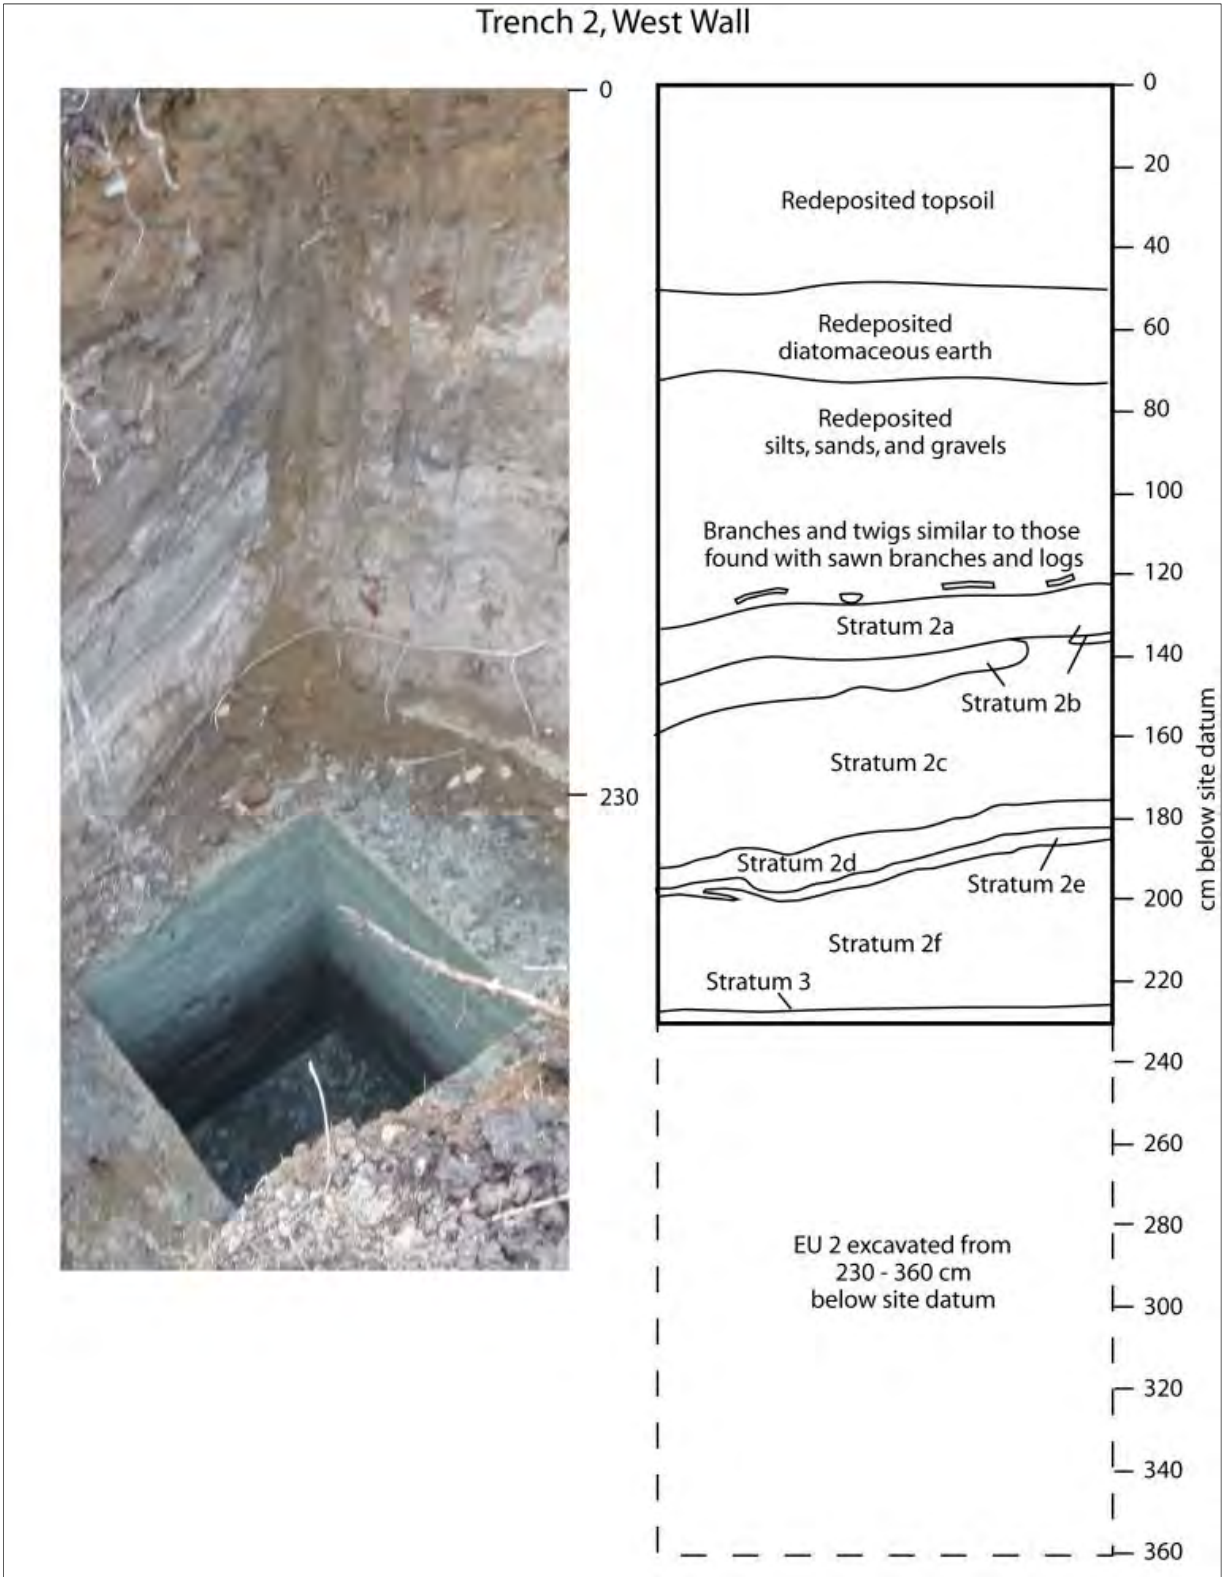 Trench 2, West Wall
0
230
0
20
40
60
80
100
120
140
160
180
200
220
240
260
280
300
320
340
360
cm below site datum
Redeposited topsoil
Redeposited
diatomaceous earth
Redeposited
silts, sands, and gravels
Branches and twigs similar to those
found with sawn branches and logs
Stratum 2a
Stratum 2b
Stratum 2c
Stratum 2d
Stratum 2e
Stratum 2f
Stratum 3
EU 2 excavated from
230 - 360 cm
below site datum